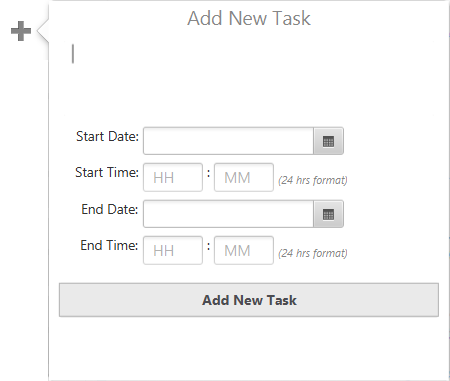 Add New Task
Start Date:
Start Time: HH : MM (24 hrs format)
End Date:
End Time: HH : MM (24 hrs format)
Add New Task